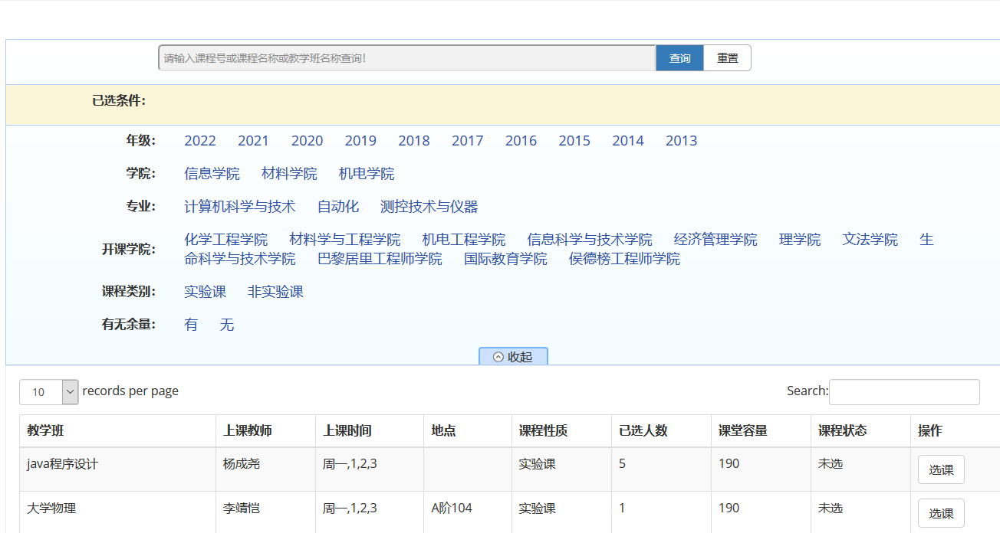 请输入课程号或课程名称或教学班名称查询! 查询 重置
已选条件:
年级: 2022 2021 2020 2019 2018 2017 2016 2015 2014 2013
学院: 信息学院 材料学院 机电学院
专业: 计算机科学与技术 自动化 测控技术与仪器
开课学院: 化学工程学院 材料学与工程学院 机电工程学院 信息科学与技术学院 经济管理学院 理学院 文法学院 生
命科学与技术学院 巴黎居里工程师学院 国际教育学院 侯德榜工程师学院
课程类别: 实验课 非实验课
有无余量: 有 无
收起
10 records per page Search:
教学班 上课教师 上课时间 地点 课程性质 已选人数 课堂容量 课程状态 操作
java程序设计 杨成尧 周一,1,2,3 实验课 5 190 未选 选课
大学物理 李靖恺 周一,1,2,3 A阶104 实验课 1 190 未选 选课